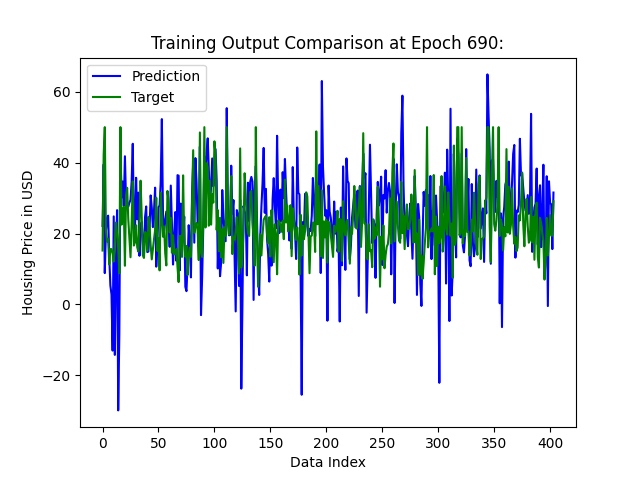 Training Output Comparison at Epoch 690:
Prediction
Target
Housing Price in USD
60
40
20
0
−20
0 50 100 150 200 250 300 350 400
Data Index